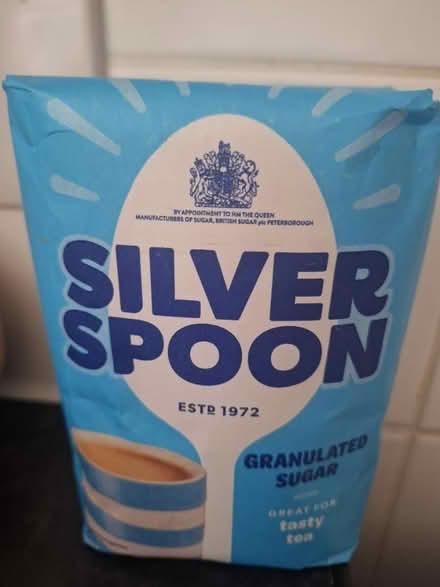 BY APPOINTMENT TO HM THE QUEEN
MANUFACTURERS OF SUGAR, BRITISH SUGAR plc PETERBOROUGH
SILVER
SPOON
ESTD 1972
GRANULATED
SUGAR
GREAT FOR
tasty
tea